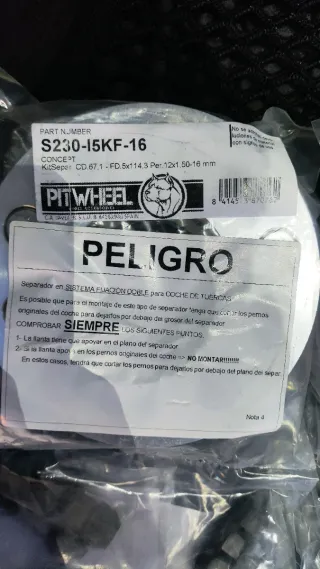 PART NUMBER
S230-I5KF-16
CONCEPT
KitSepar. CD.67,1 - FD.5x114,3 Per.12x1.50-16 mm
PITWHEEL
PELIGRO
Separador en SISTEMA FIJACIÓN DOBLE para COCHE DE TUERCAS
Es posible que para el montaje de este tipo de separador tenga que cortar los pernos
originales del coche para dejarlos por debajo del grosor del separador
COMPROBAR SIEMPRE LOS SIGUIENTES PUNTOS.
1- La llanta tiene que apoyar en el plano del separador
2- Si la llanta apoya en los pernos originales del coche => NO MONTAR!!!!!!!!
En estos casos, tendra que cortar los pernos para dejarlos por debajo del plano del separ
Nota 4